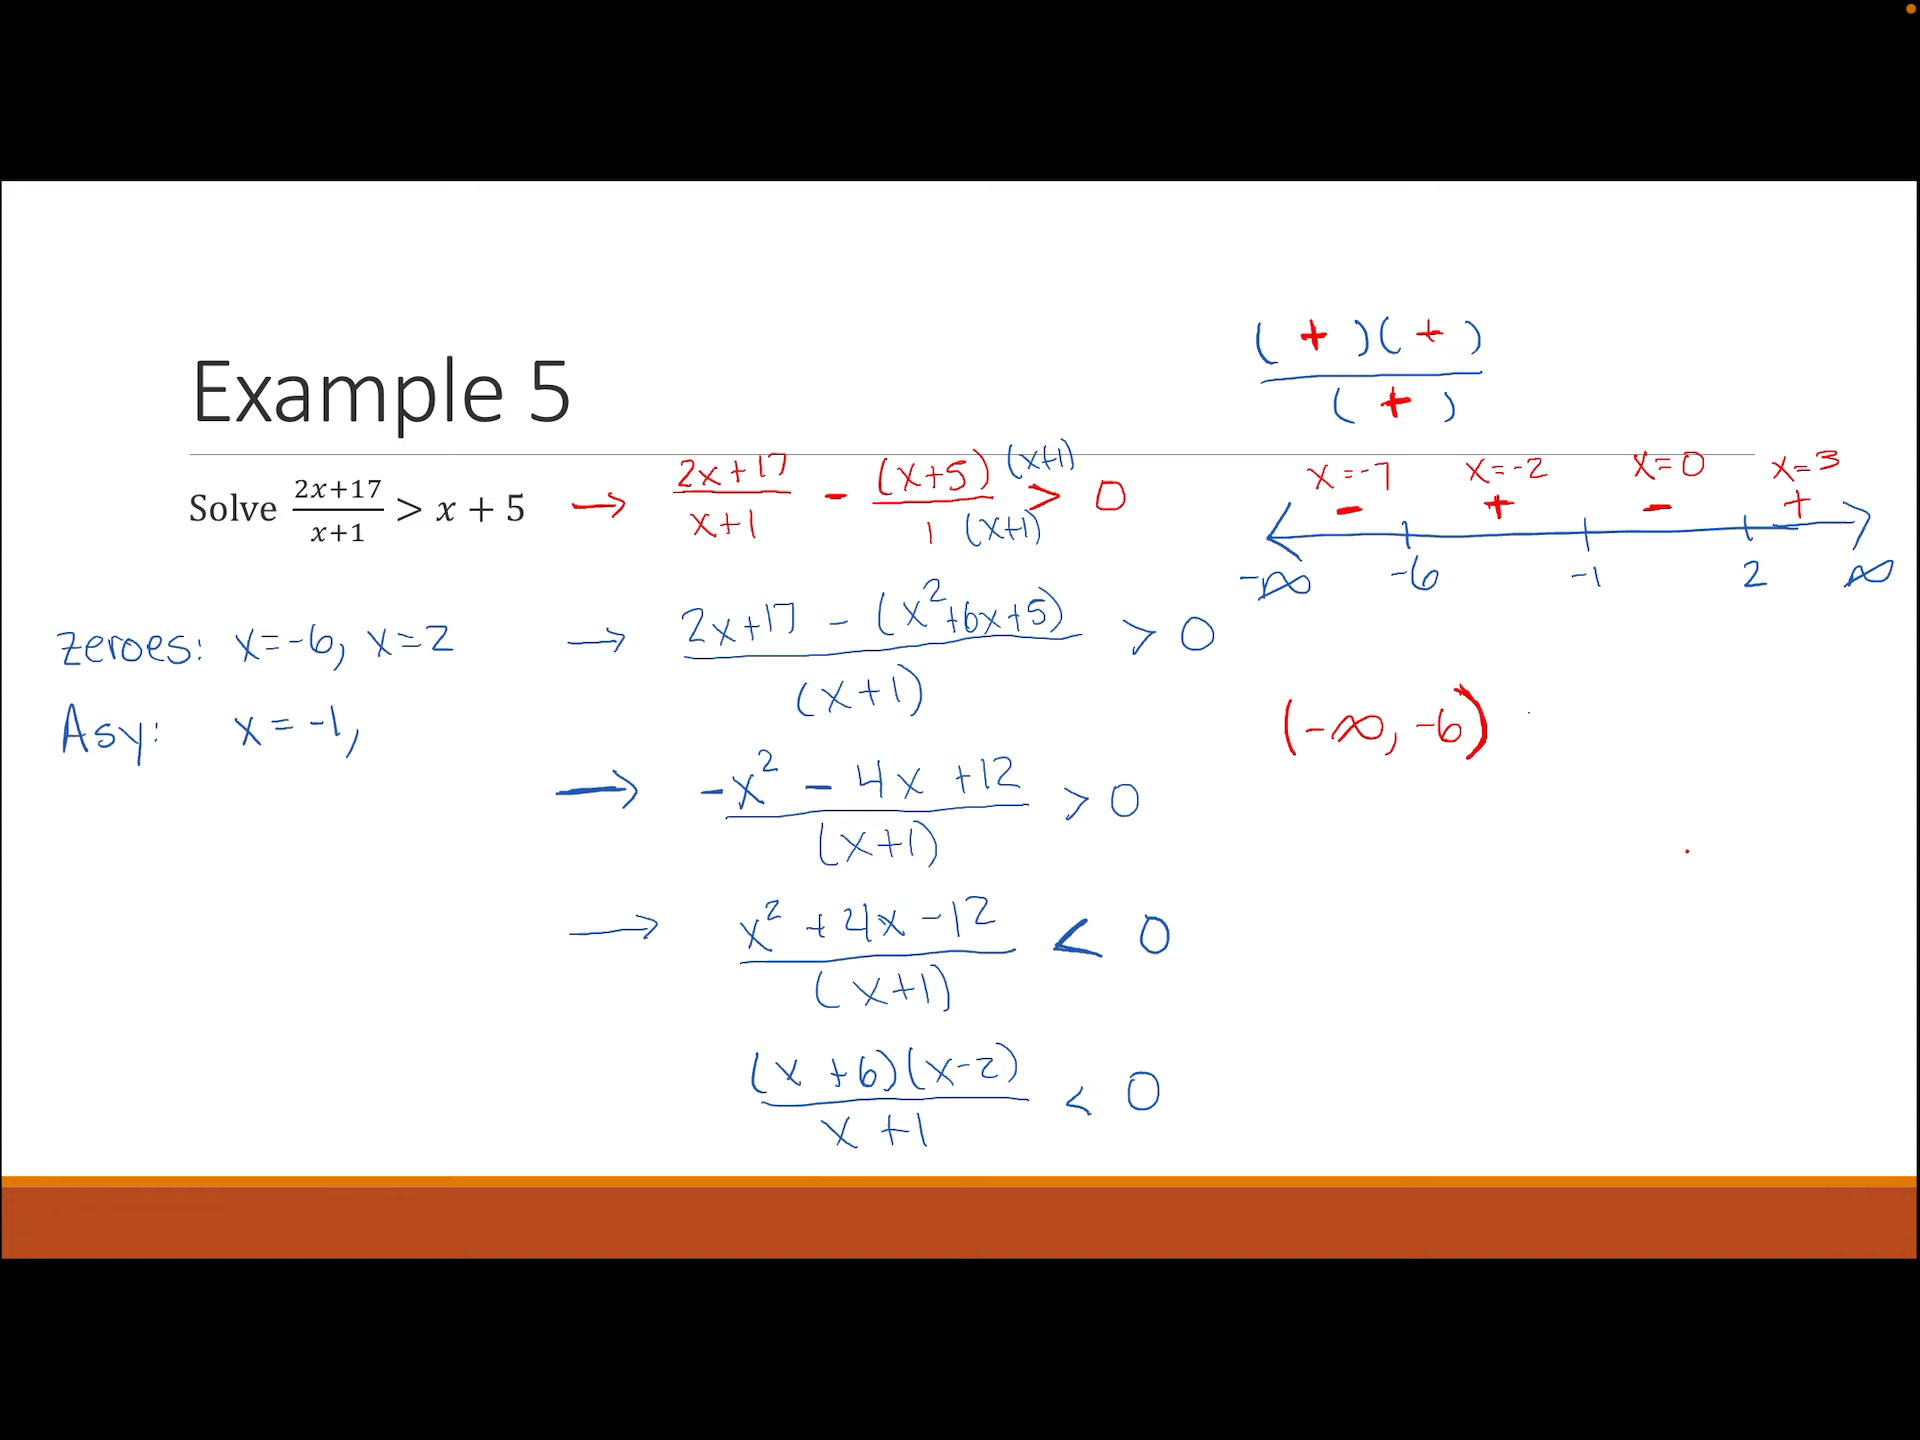 Example 5
Solve (2x+17)/(x+1) > x + 5 → (2x+17)/(x+1) - (x+5)(x+1)/1(x+1) > 0
(+)(+)/(+)
x=-7 x=-2 x=0 x=3
- + - +
-∞ -6 -1 2 ∞
zeroes: x=-6, x=2
Asy: x=-1,
→ (2x+17 - (x²+6x+5))/(x+1) > 0
→ (-x² - 4x +12)/(x+1) > 0
→ (x² +4x -12)/(x+1) < 0
(x +6)(x-2)/(x +1) < 0
(-∞, -6)